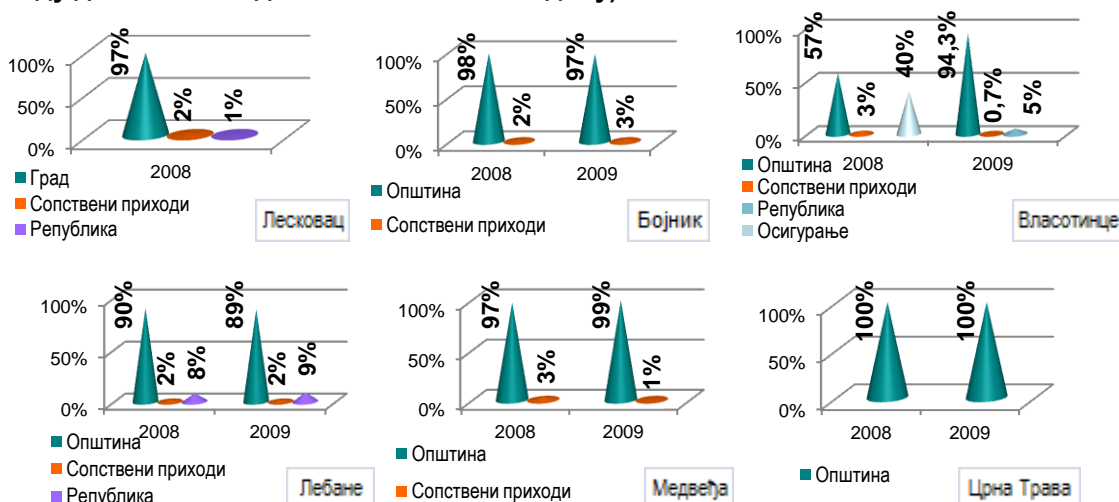 97%
2%
1%
100%
50%
0%
2008
Град
Сопствени приходи
Република
Лесковац
98%
2%
97%
3%
100%
50%
0%
2008 2009
Општина
Сопствени приходи
Бојник
57%
3%
40%
94,3%
0,7%
5%
100%
50%
0%
2008 2009
Општина
Сопствени приходи
Република
Осигурање
Власотинце
90%
2%
8%
89%
2%
9%
100%
50%
0%
2008 2009
Општина
Сопствени приходи
Република
Лебане
97%
3%
99%
1%
100%
50%
0%
2008 2009
Општина
Сопствени приходи
Медвеђа
100%
100%
100%
50%
0%
2008 2009
Општина
Црна Трава